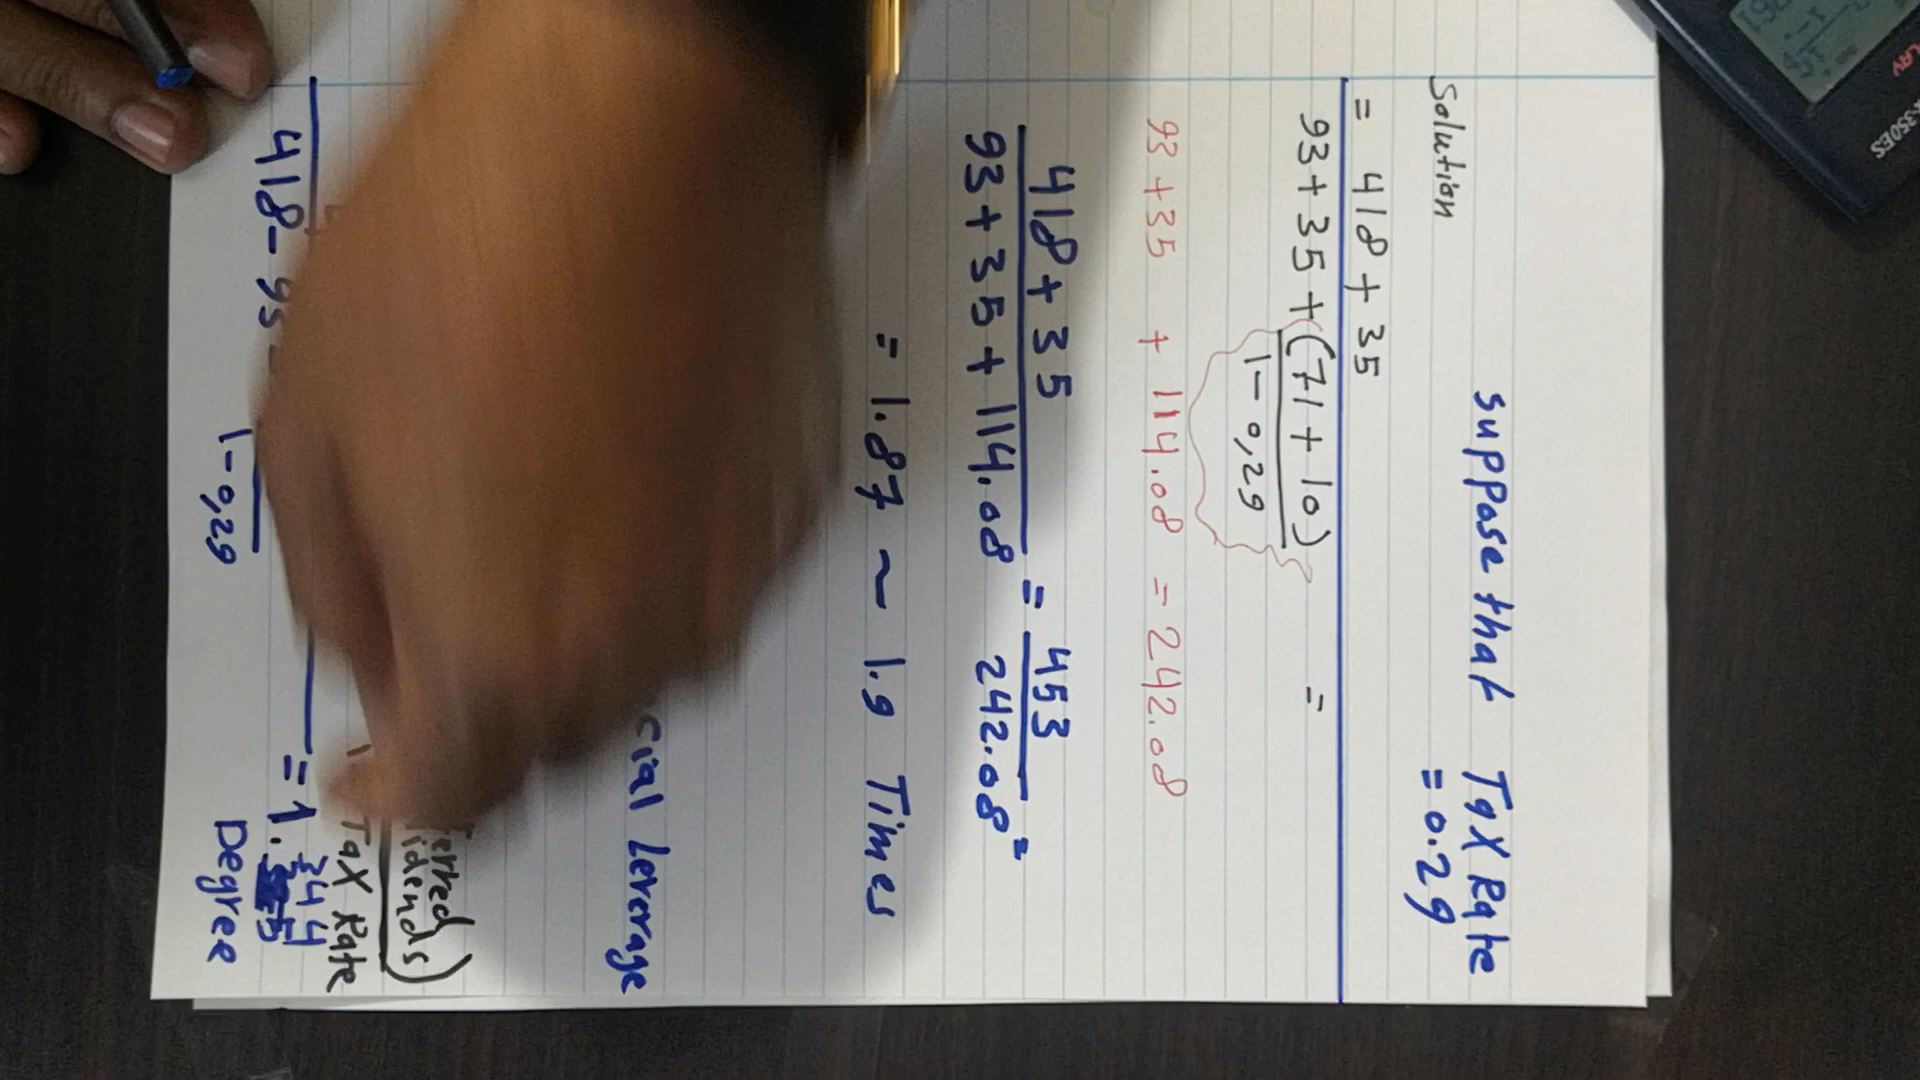 suppose that Tax Rate
= 0.29
Solution
= 418 + 35
93 + 35 + (71 + 10) =
1 - 0,29
93 + 35 + 114.08 = 242.08
418 + 35 = 453 =
93 + 35 + 114.08 242.08
= 1.87 ~ 1.9 Times
cial leverage
idends)
Tax Rate
= 1.344
418 - 93 -
1 - 0,29
Degree